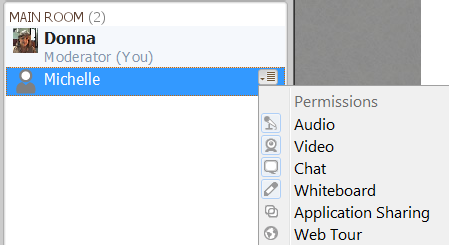 MAIN ROOM (2)
Donna
Moderator (You)
Michelle
Permissions
Audio
Video
Chat
Whiteboard
Application Sharing
Web Tour